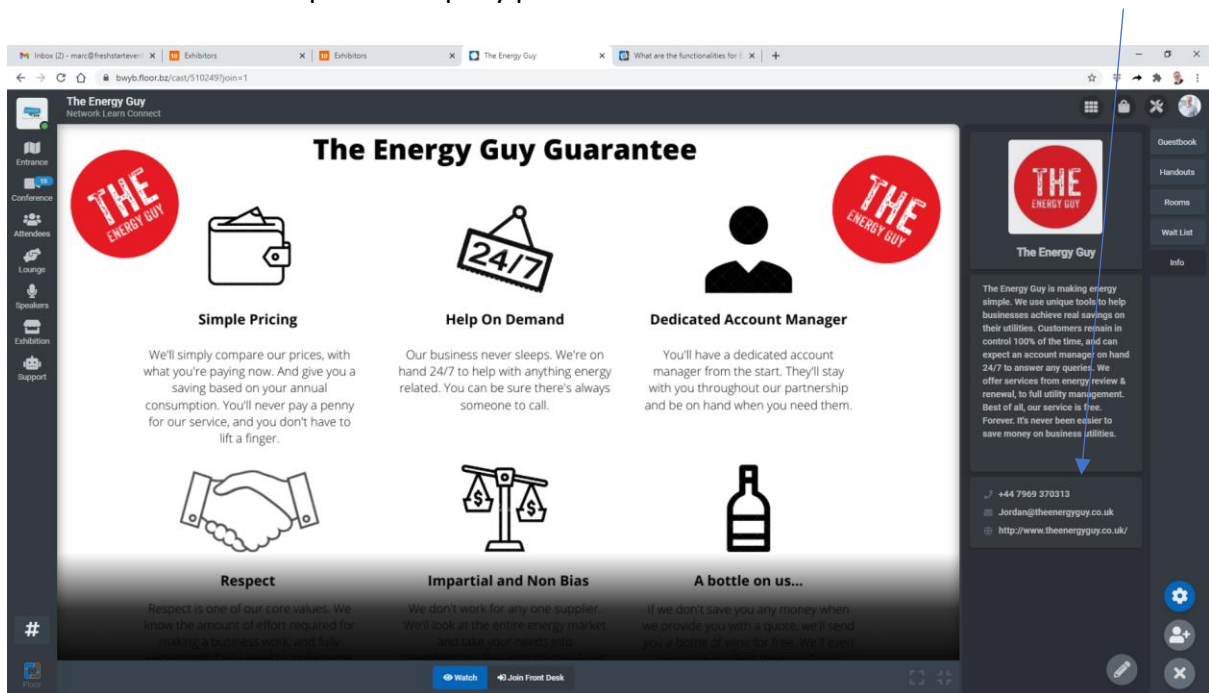 Inbox (2) - marc@freshstarteven
Exhibitors
Exhibitors
The Energy Guy
What are the functionalities for
bwyb.floor.bz/cast/510249?join=1
The Energy Guy
Network Learn Connect
Entrance
15
Conference
Attendees
Lounge
Speakers
Exhibition
Support
#
Floor
The Energy Guy Guarantee
THE
ENERGY GUY
THE
ENERGY GUY
24/7
Simple Pricing
We'll simply compare our prices, with
what you're paying now. And give you a
saving based on your annual
consumption. You'll never pay a penny
for our service, and you don't have to
lift a finger.
Help On Demand
Our business never sleeps. We're on
hand 24/7 to help with anything energy
related. You can be sure there's always
someone to call.
Dedicated Account Manager
You'll have a dedicated account
manager from the start. They'll stay
with you throughout our partnership
and be on hand when you need them.
$ $
Respect
Respect is one of our core values. We
know the amount of effort required for
making a business work, and fully
Impartial and Non Bias
We don't work for any one supplier.
We'll look at the entire energy market
and take your needs into
A bottle on us...
If we don't save you any money when
we provide you with a quote, we'll send
you a bottle of wine for free. We'll even
Watch
Join Front Desk
THE
ENERGY GUY
The Energy Guy
The Energy Guy is making energy
simple. We use unique tools to help
businesses achieve real savings on
their utilities. Customers remain in
control 100% of the time, and can
expect an account manager on hand
24/7 to answer any queries. We
offer services from energy review &
renewal, to full utility management.
Best of all, our service is free.
Forever. It's never been easier to
save money on business utilities.
+44 7969 370313
Jordan@theenergyguy.co.uk
http://www.theenergyguy.co.uk/
Guestbook
Handouts
Rooms
Wait List
Info